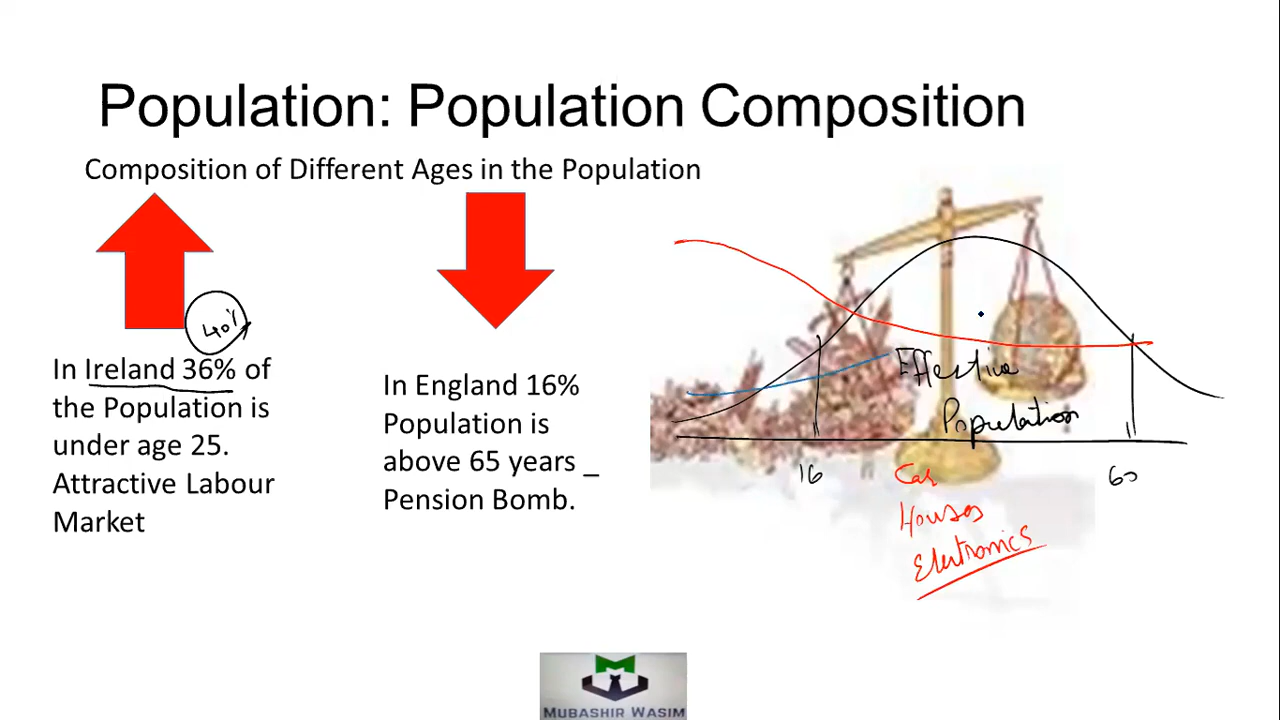 Population: Population Composition
Composition of Different Ages in the Population
40%
In Ireland 36% of
the Population is
under age 25.
Attractive Labour
Market
In England 16%
Population is
above 65 years _
Pension Bomb.
Effective
Population
16
60
Car
Houses
Electronics
MUBASHIR WASIM